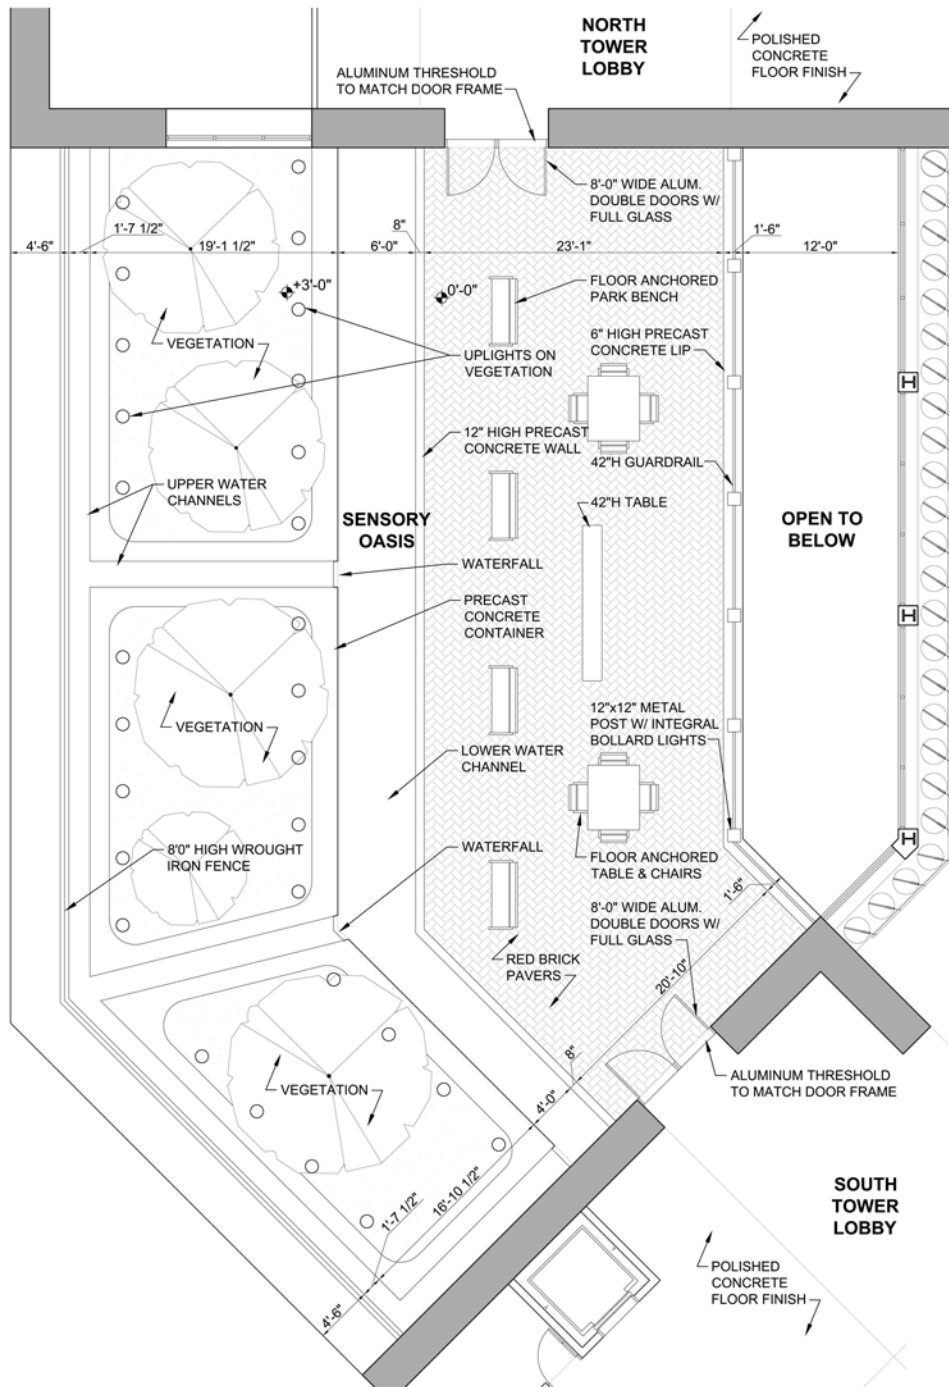 NORTH
TOWER
LOBBY
POLISHED
CONCRETE
FLOOR FINISH
ALUMINUM THRESHOLD
TO MATCH DOOR FRAME
8'-0" WIDE ALUM.
DOUBLE DOORS W/
FULL GLASS
4'-6"
1'-7 1/2"
19'-1 1/2"
6'-0"
8"
23'-1"
1'-6"
12'-0"
+3'-0"
0'-0"
FLOOR ANCHORED
PARK BENCH
VEGETATION
UPLIGHTS ON
VEGETATION
6" HIGH PRECAST
CONCRETE LIP
12" HIGH PRECAST
CONCRETE WALL
42"H GUARDRAIL
UPPER WATER
CHANNELS
42"H TABLE
SENSORY
OASIS
OPEN TO
BELOW
WATERFALL
PRECAST
CONCRETE
CONTAINER
VEGETATION
12"x12" METAL
POST W/ INTEGRAL
BOLLARD LIGHTS
LOWER WATER
CHANNEL
8'0" HIGH WROUGHT
IRON FENCE
WATERFALL
FLOOR ANCHORED
TABLE & CHAIRS
1'-6"
8'-0" WIDE ALUM.
DOUBLE DOORS W/
FULL GLASS
RED BRICK
PAVERS
20'-10"
8"
4'-0"
VEGETATION
ALUMINUM THRESHOLD
TO MATCH DOOR FRAME
16'-10 1/2"
1'-7 1/2"
4'-6"
SOUTH
TOWER
LOBBY
POLISHED
CONCRETE
FLOOR FINISH